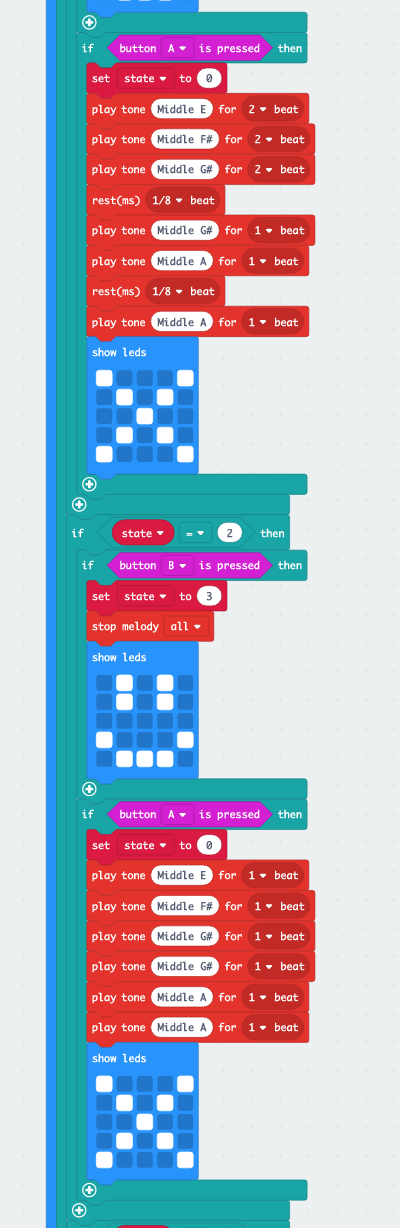 if button A is pressed then
set state to 0
play tone Middle E for 2 beat
play tone Middle F# for 2 beat
play tone Middle G# for 2 beat
rest(ms) 1/8 beat
play tone Middle G# for 1 beat
play tone Middle A for 1 beat
rest(ms) 1/8 beat
play tone Middle A for 1 beat
show leds
if state = 2 then
if button B is pressed then
set state to 3
stop melody all
show leds
if button A is pressed then
set state to 0
play tone Middle E for 1 beat
play tone Middle F# for 1 beat
play tone Middle G# for 1 beat
play tone Middle G# for 1 beat
play tone Middle A for 1 beat
play tone Middle A for 1 beat
show leds